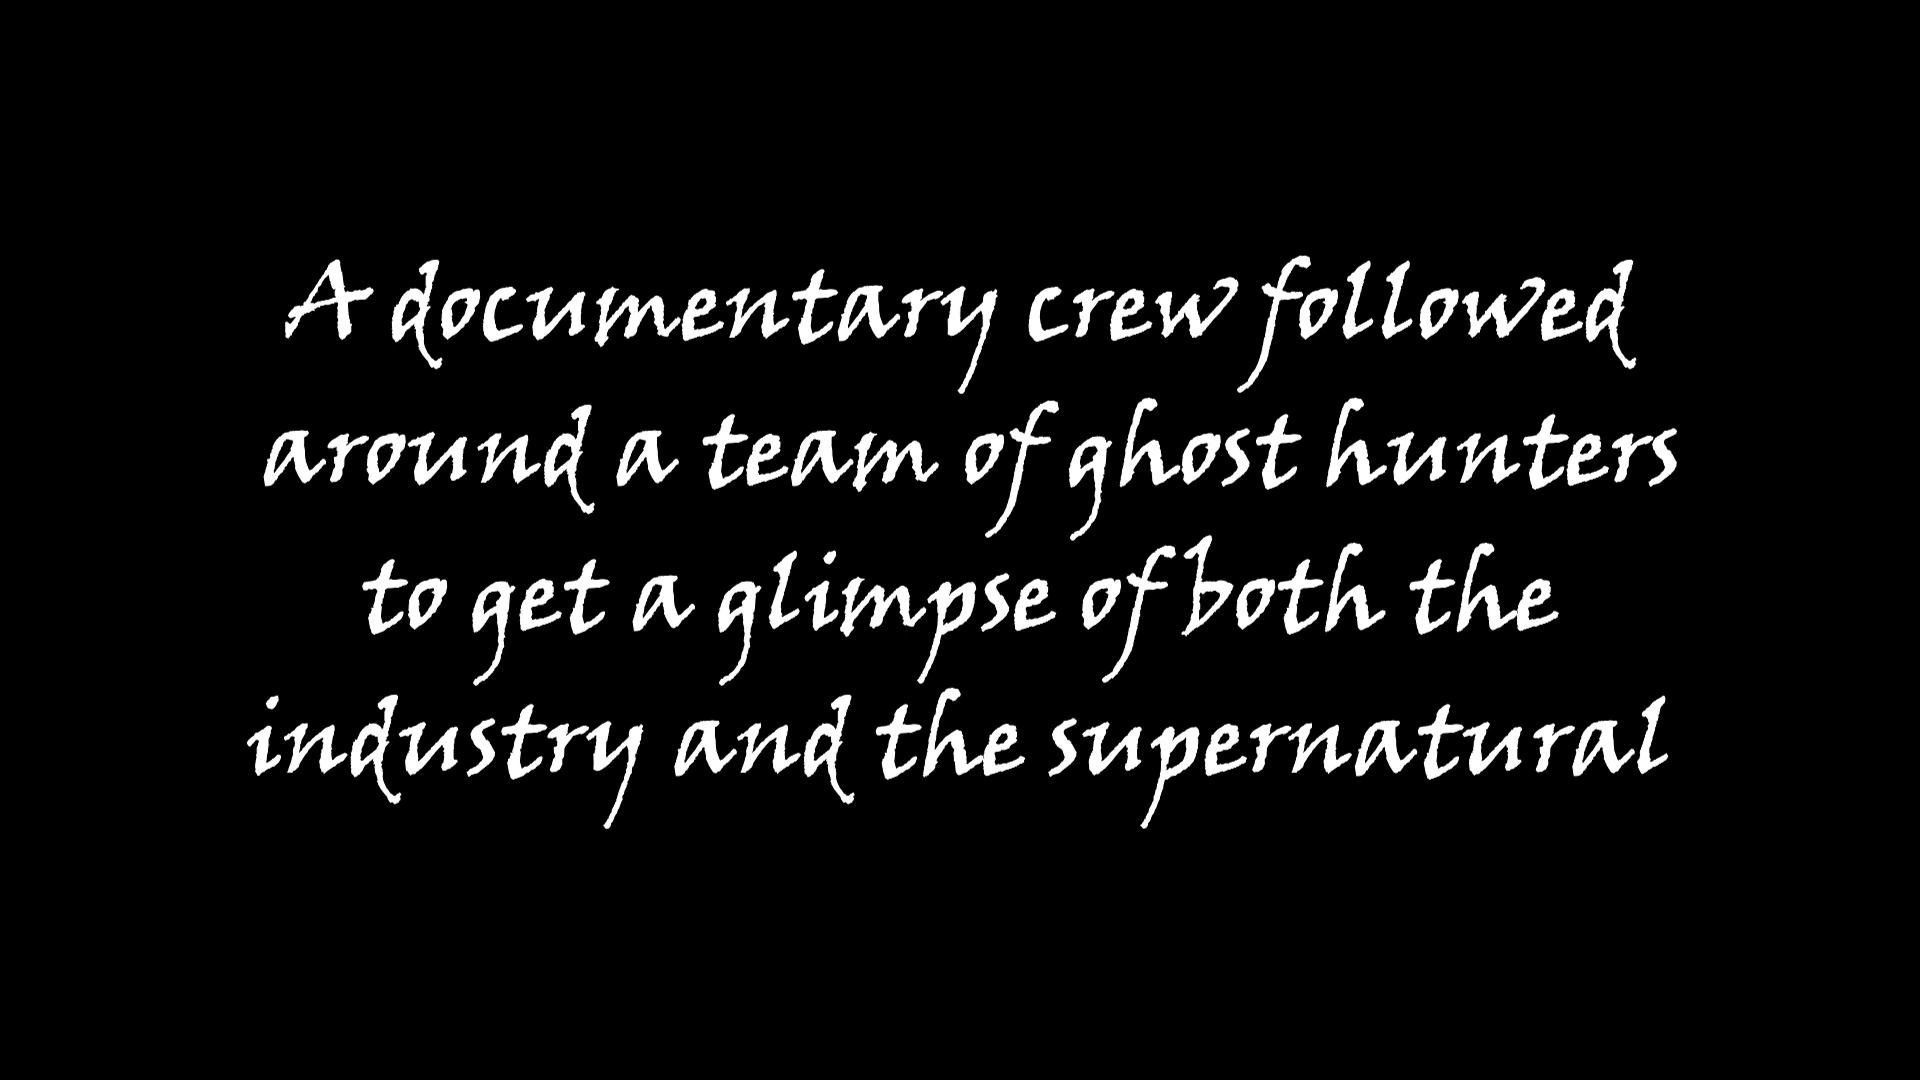 A documentary crew followed
around a team of ghost hunters
to get a glimpse of both the
industry and the supernatural